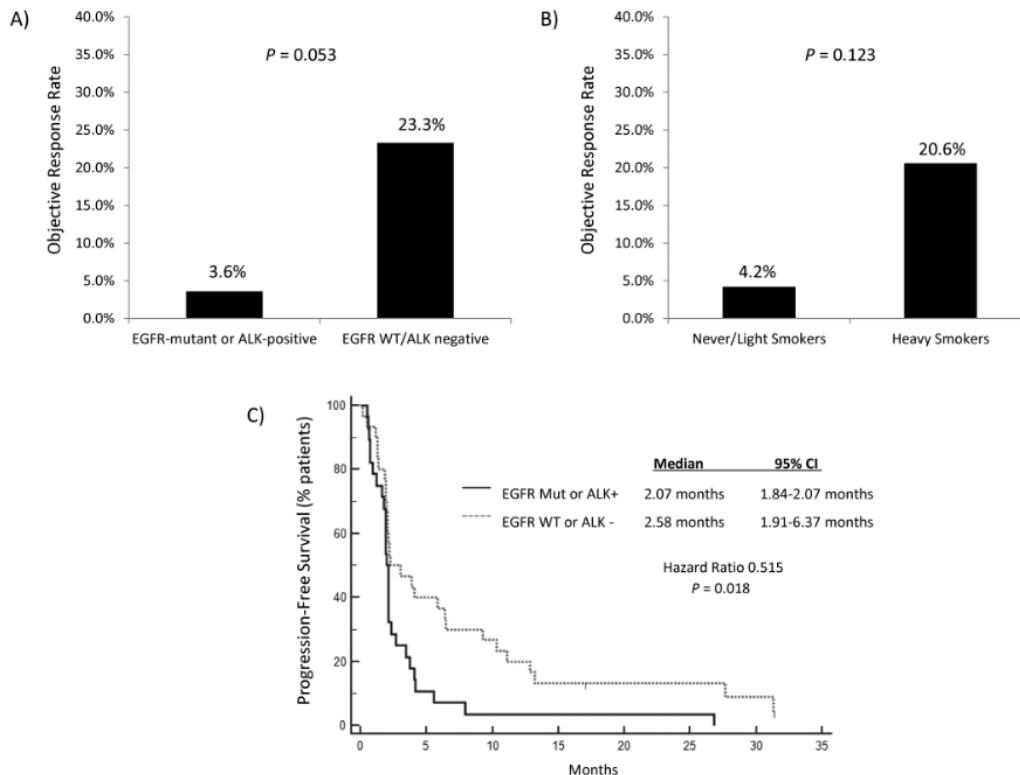 A)
Objective Response Rate
40.0%
35.0%
30.0%
25.0%
20.0%
15.0%
10.0%
5.0%
0.0%
P = 0.053
3.6%
23.3%
EGFR-mutant or ALK-positive
EGFR WT/ALK negative
B)
Objective Response Rate
40.0%
35.0%
30.0%
25.0%
20.0%
15.0%
10.0%
5.0%
0.0%
P = 0.123
4.2%
20.6%
Never/Light Smokers
Heavy Smokers
C)
Progression-Free Survival (% patients)
100
80
60
40
20
0
Median 95% CI
EGFR Mut or ALK+ 2.07 months 1.84-2.07 months
EGFR WT or ALK - 2.58 months 1.91-6.37 months
Hazard Ratio 0.515
P = 0.018
0 5 10 15 20 25 30 35
Months